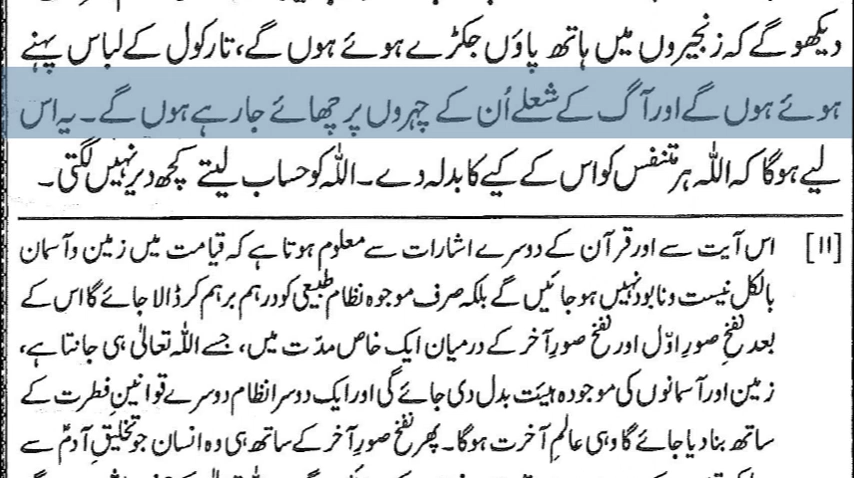 دیکھو گے کہ زنجیروں میں ہاتھ پاؤں جکڑے ہوئے ہوں گے، تارکول کے لباس پہنے
ہوئے ہوں گے اور آگ کے شعلے اُن کے چہروں پر چھائے جا رہے ہوں گے۔ یہ اس
لیے ہوگا کہ اللہ ہر متنفس کو اس کے کیے کا بدلہ دے۔ اللہ کو حساب لیتے کچھ دیر نہیں لگتی۔
[۱۱] اس آیت سے اور قرآن کے دوسرے اشارات سے معلوم ہوتا ہے کہ قیامت میں زمین و آسمان
بالکل نیست و نابود نہیں ہو جائیں گے بلکہ صرف موجوہ نظام طبیعی کو درہم برہم کر ڈالا جائے گا اس کے
بعد نفخِ صورِ اوّل اور نفخ صورِ آخر کے درمیان ایک خاص مدّت میں، جسے اللہ تعالیٰ ہی جانتا ہے،
زمین اور آسمانوں کی موجودہ ہیئت بدل دی جائے گی اور ایک دوسرا نظام دوسرے قوانینِ فطرت کے
ساتھ بنا دیا جائے گا وہی عالمِ آخرت ہوگا۔ پھر نفخ صورِ آخر کے ساتھ ہی وہ انسان جو تخلیقِ آدمؑ سے